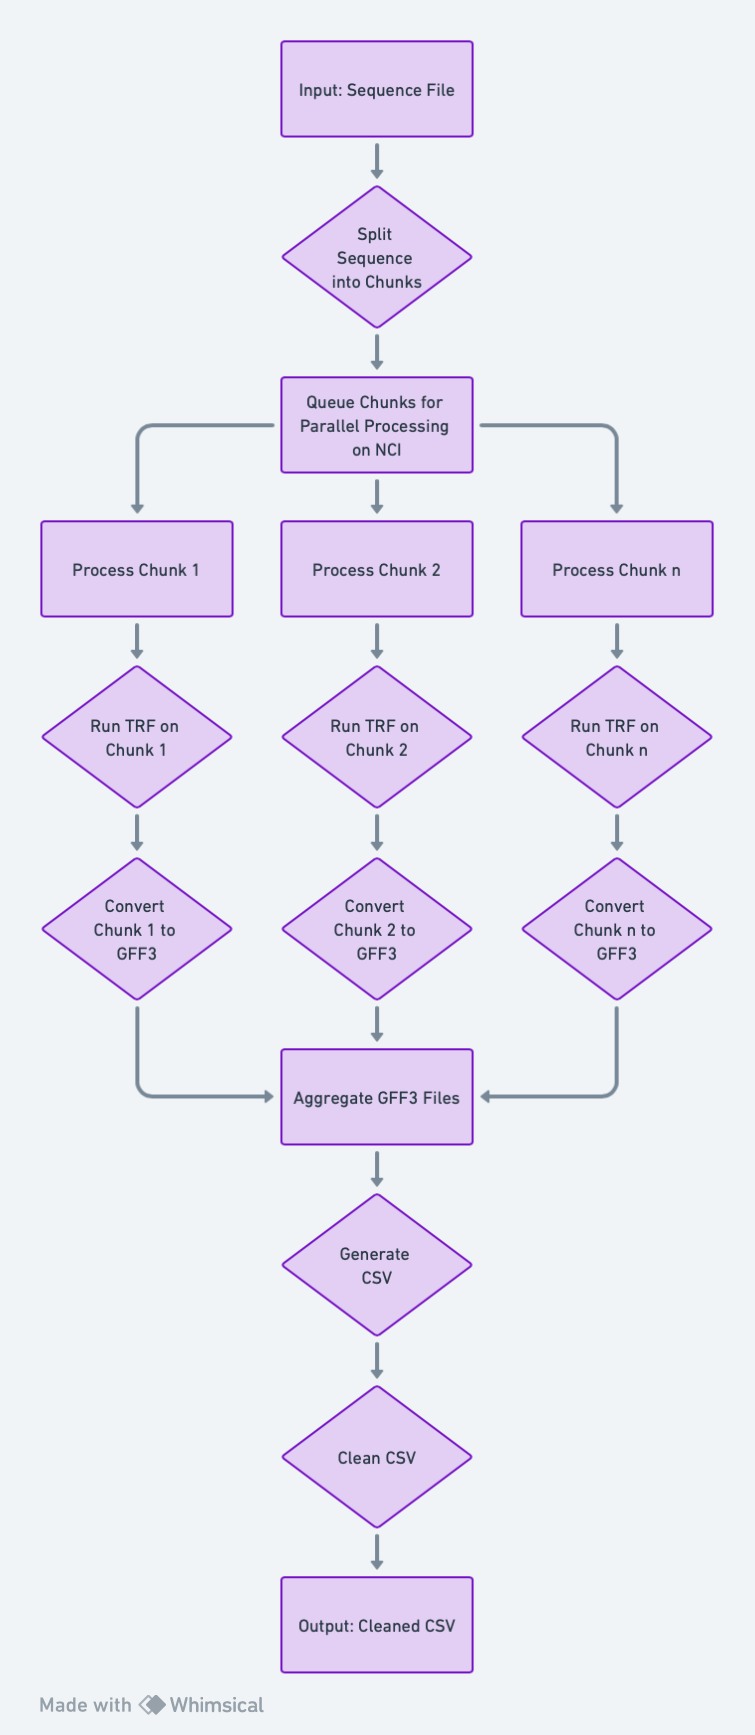 Input: Sequence File
Split
Sequence
into Chunks
Queue Chunks for
Parallel Processing
on NCI
Process Chunk 1
Process Chunk 2
Process Chunk n
Run TRF on
Chunk 1
Run TRF on
Chunk 2
Run TRF on
Chunk n
Convert
Chunk 1 to
GFF3
Convert
Chunk 2 to
GFF3
Convert
Chunk n to
GFF3
Aggregate GFF3 Files
Generate
CSV
Clean CSV
Output: Cleaned CSV
Made with Whimsical